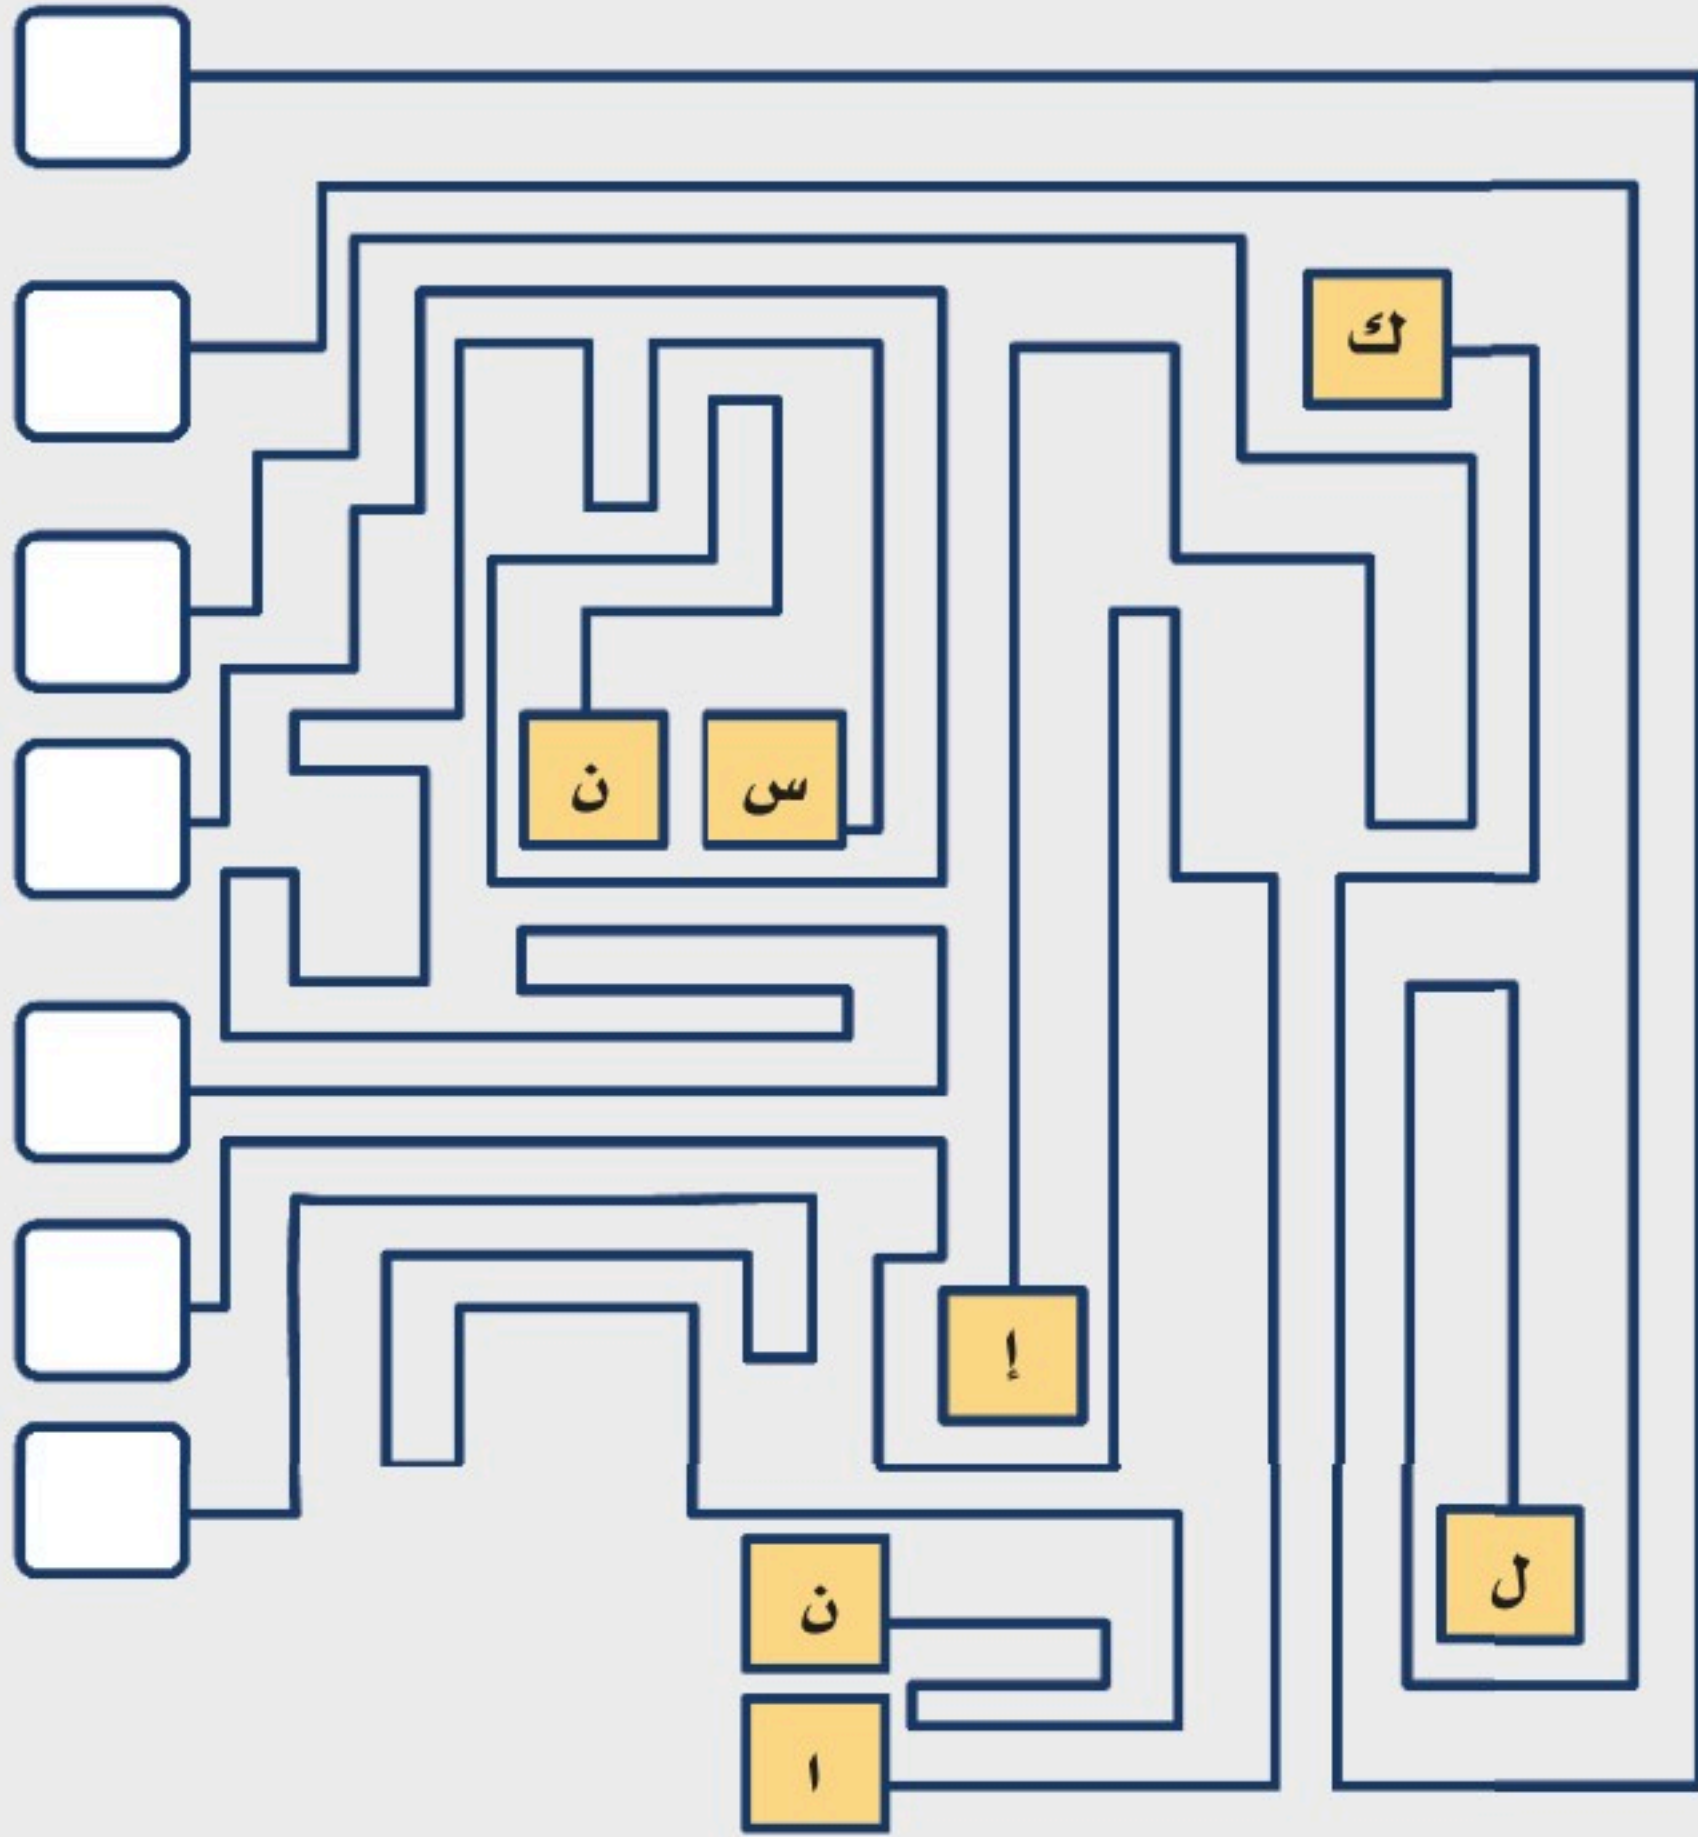 ك
ن س
إ
ل
ن
ا